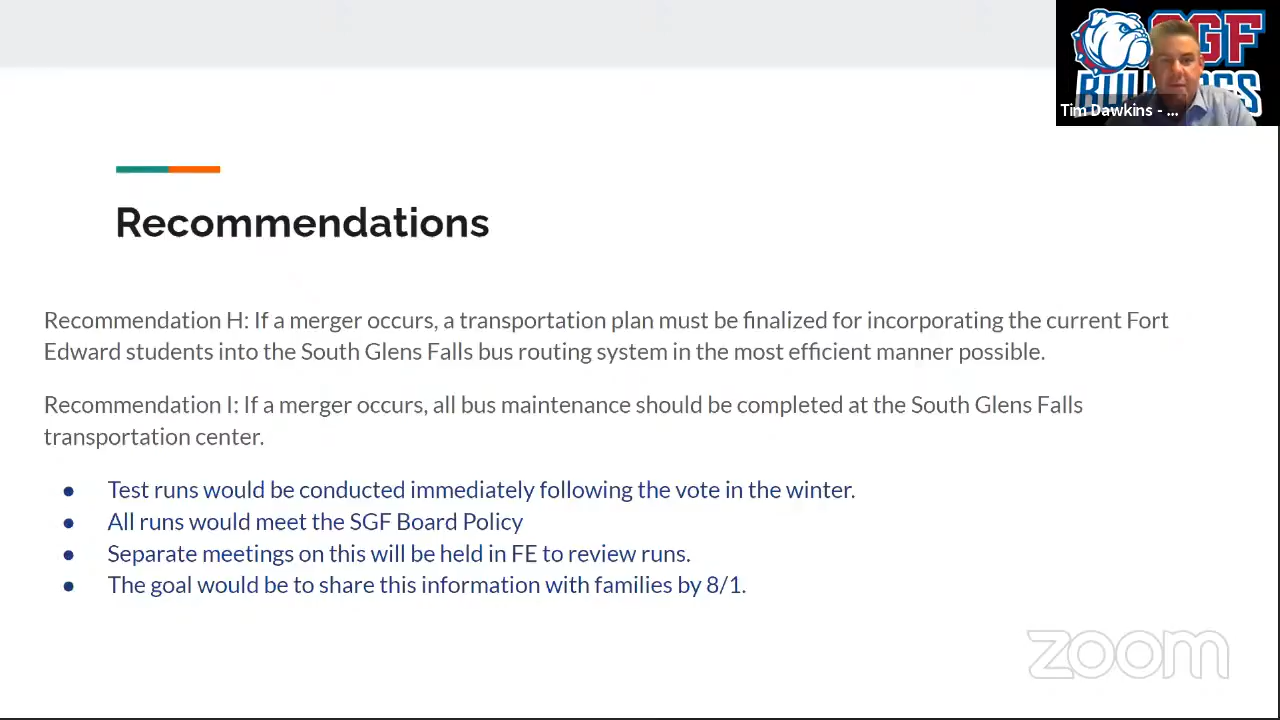 SGF
Tim Dawkins - ...
Recommendations
Recommendation H: If a merger occurs, a transportation plan must be finalized for incorporating the current Fort
Edward students into the South Glens Falls bus routing system in the most efficient manner possible.
Recommendation I: If a merger occurs, all bus maintenance should be completed at the South Glens Falls
transportation center.
● Test runs would be conducted immediately following the vote in the winter.
● All runs would meet the SGF Board Policy
● Separate meetings on this will be held in FE to review runs.
● The goal would be to share this information with families by 8/1.
zoom